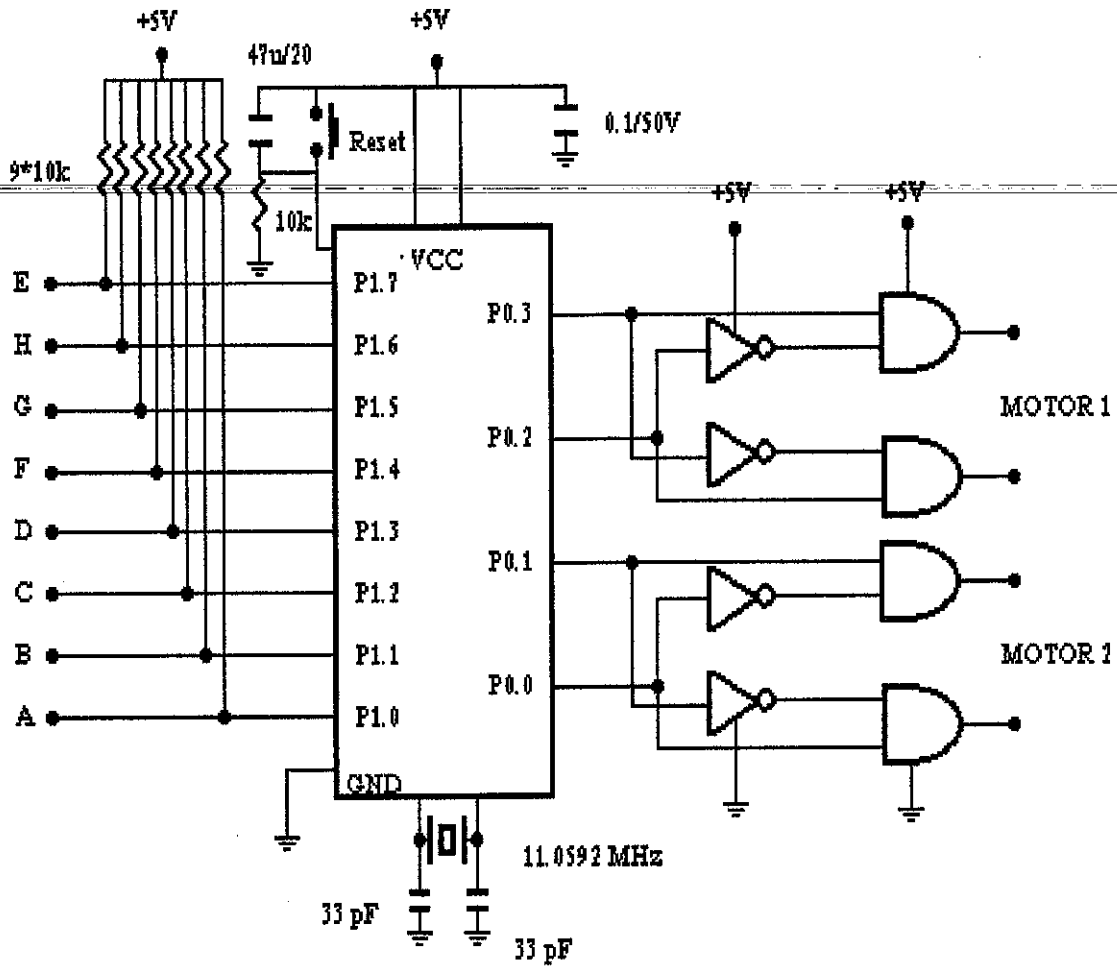 +5V
+5V
47u/20
0.1/50V
Reset
9*10k
+5V
+5V
10k
VCC
E
P1.7
P0.3
H
P1.6
G
P1.5
MOTOR 1
P0.2
F
P1.4
D
P1.3
P0.1
C
P1.2
B
P1.1
MOTOR 2
P0.0
A
P1.0
GND
11.0592 MHz
33 pF
33 pF